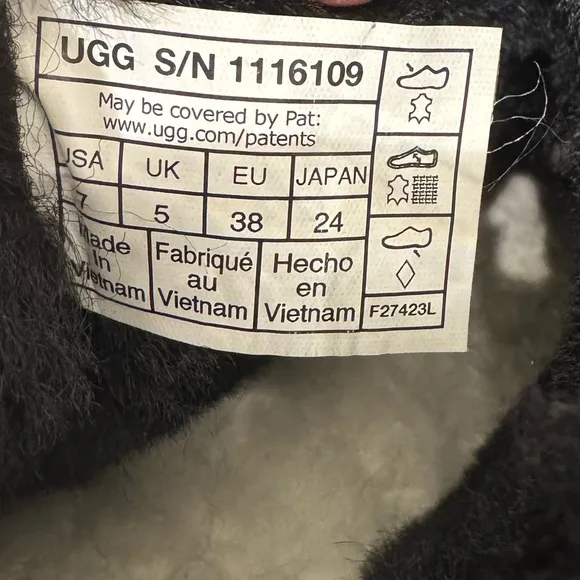 UGG S/N 1116109
May be covered by Pat:
www.ugg.com/patents
USA UK EU JAPAN
7 5 38 24
Made in Vietnam
Fabriqué au Vietnam
Hecho en Vietnam
F27423L